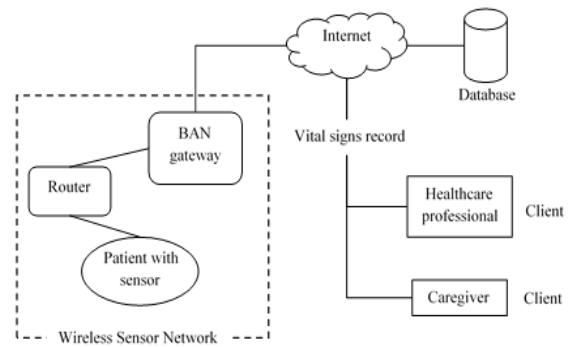 Internet
Database
BAN
gateway
Vital signs record
Router
Healthcare
professional
Client
Patient with
sensor
Caregiver
Client
Wireless Sensor Network